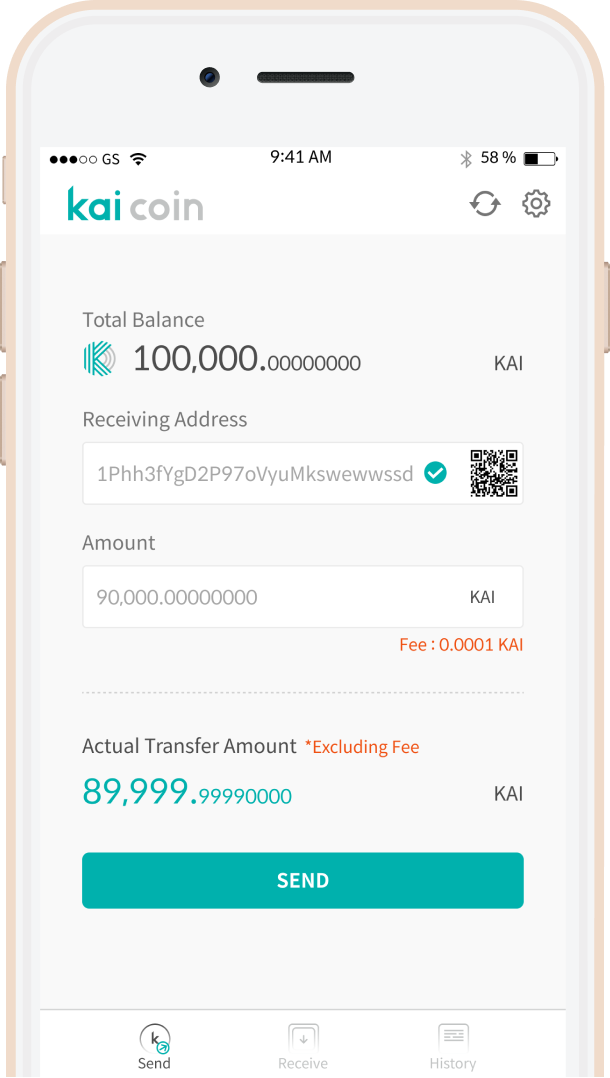 GS 9:41 AM 58 %
kai coin
Total Balance
100,000.00000000 KAI
Receiving Address
1Phh3fYgD2P97oVyuMkswewwssd
Amount
90,000.00000000 KAI
Fee : 0.0001 KAI
Actual Transfer Amount *Excluding Fee
89,999.99990000 KAI
SEND
k
Send Receive History